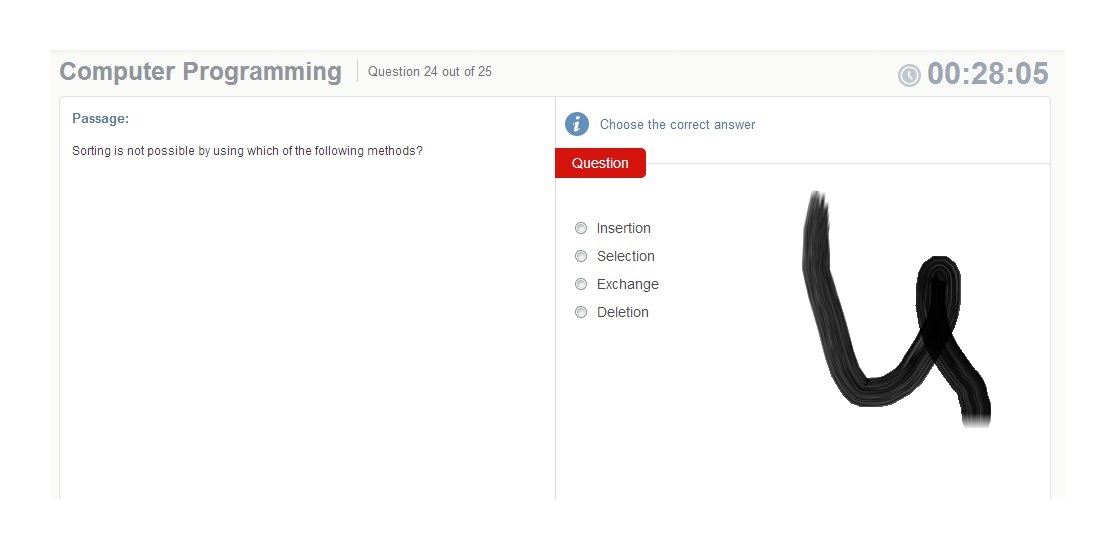 Computer Programming Question 24 out of 25 00:28:05
Passage:
Sorting is not possible by using which of the following methods?
Choose the correct answer
Question
Insertion
Selection
Exchange
Deletion